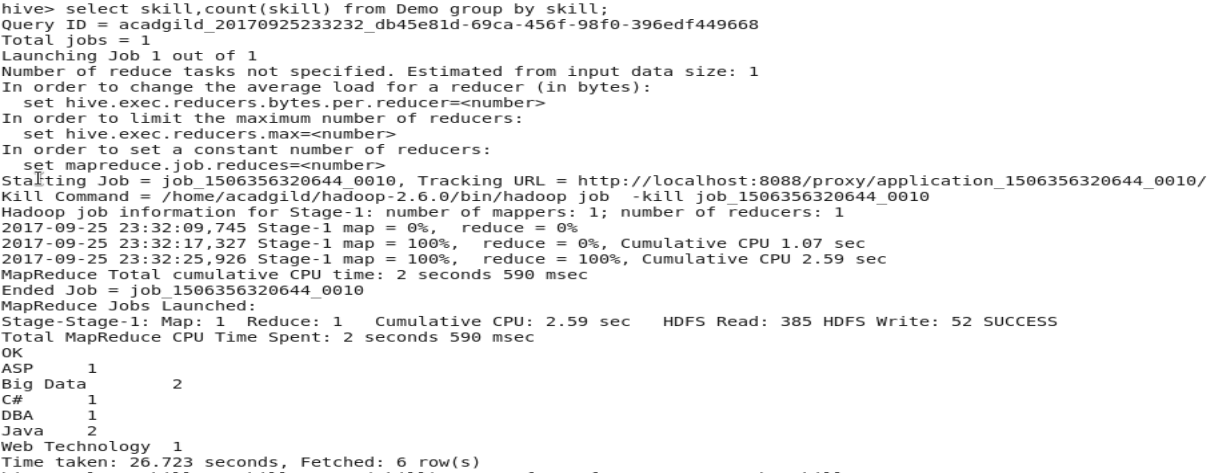 hive> select skill,count(skill) from Demo group by skill;
Query ID = acadgild_20170925233232_db45e81d-69ca-456f-98f0-396edf449668
Total jobs = 1
Launching Job 1 out of 1
Number of reduce tasks not specified. Estimated from input data size: 1
In order to change the average load for a reducer (in bytes):
  set hive.exec.reducers.bytes.per.reducer=<number>
In order to limit the maximum number of reducers:
  set hive.exec.reducers.max=<number>
In order to set a constant number of reducers:
  set mapreduce.job.reduces=<number>
Starting Job = job_1506356320644_0010, Tracking URL = http://localhost:8088/proxy/application_1506356320644_0010/
Kill Command = /home/acadgild/hadoop-2.6.0/bin/hadoop job  -kill job_1506356320644_0010
Hadoop job information for Stage-1: number of mappers: 1; number of reducers: 1
2017-09-25 23:32:09,745 Stage-1 map = 0%,  reduce = 0%
2017-09-25 23:32:17,327 Stage-1 map = 100%,  reduce = 0%, Cumulative CPU 1.07 sec
2017-09-25 23:32:25,926 Stage-1 map = 100%,  reduce = 100%, Cumulative CPU 2.59 sec
MapReduce Total cumulative CPU time: 2 seconds 590 msec
Ended Job = job_1506356320644_0010
MapReduce Jobs Launched:
Stage-Stage-1: Map: 1  Reduce: 1   Cumulative CPU: 2.59 sec   HDFS Read: 385 HDFS Write: 52 SUCCESS
Total MapReduce CPU Time Spent: 2 seconds 590 msec
OK
ASP     1
Big Data        2
C#      1
DBA     1
Java    2
Web Technology  1
Time taken: 26.723 seconds, Fetched: 6 row(s)